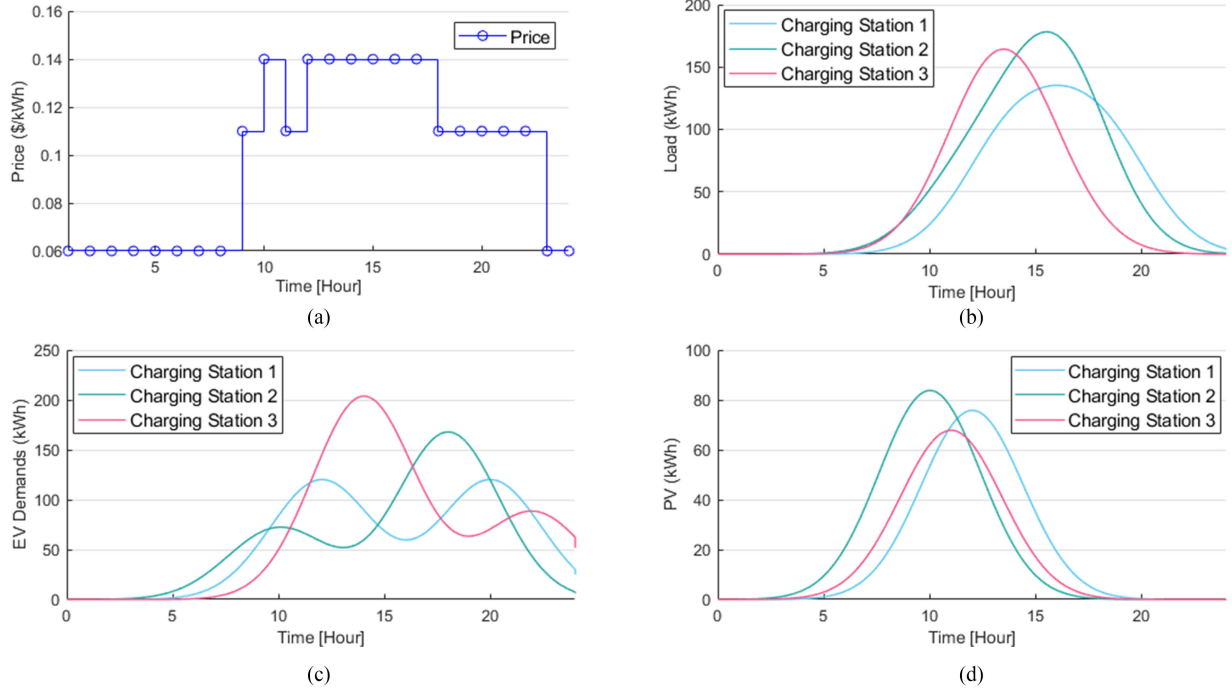 0.16
0.14
0.12
0.1
0.08
0.06
Price ($/kWh)
5
10
15
20
Time [Hour]
Price
(a)
200
150
100
50
0
Load (kWh)
0
5
10
15
20
Time [Hour]
Charging Station 1
Charging Station 2
Charging Station 3
(b)
250
200
150
100
50
0
EV Demands (kWh)
0
5
10
15
20
Time [Hour]
Charging Station 1
Charging Station 2
Charging Station 3
(c)
100
80
60
40
20
0
PV (kWh)
0
5
10
15
20
Time [Hour]
Charging Station 1
Charging Station 2
Charging Station 3
(d)